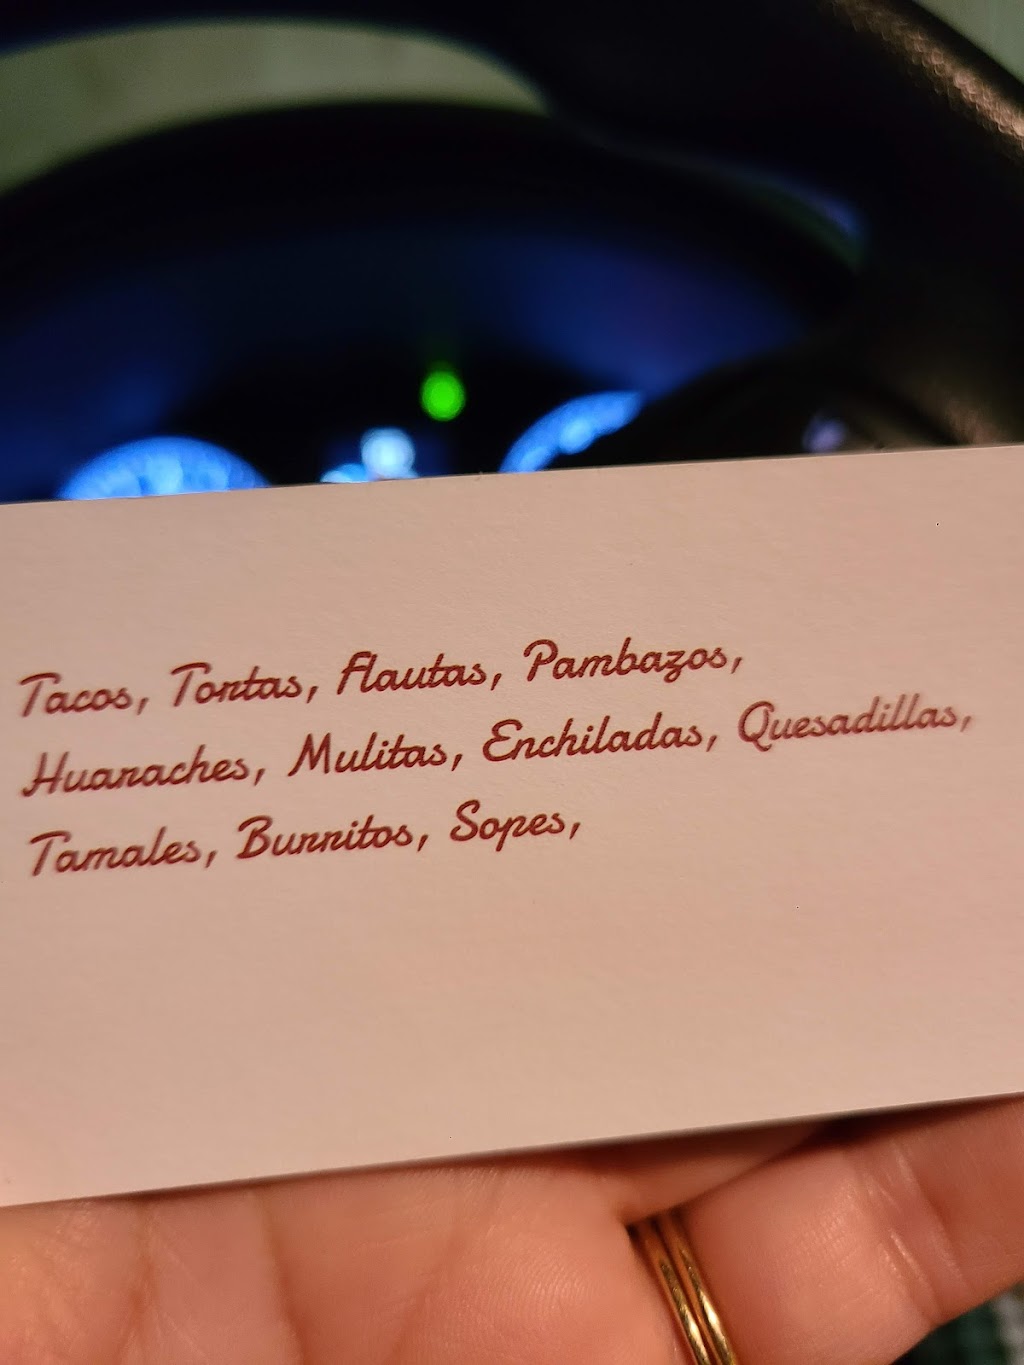 Tacos, Tortas, Flautas, Pambazos,
Huaraches, Mulitas, Enchiladas, Quesadillas,
Tamales, Burritos, Sopes,